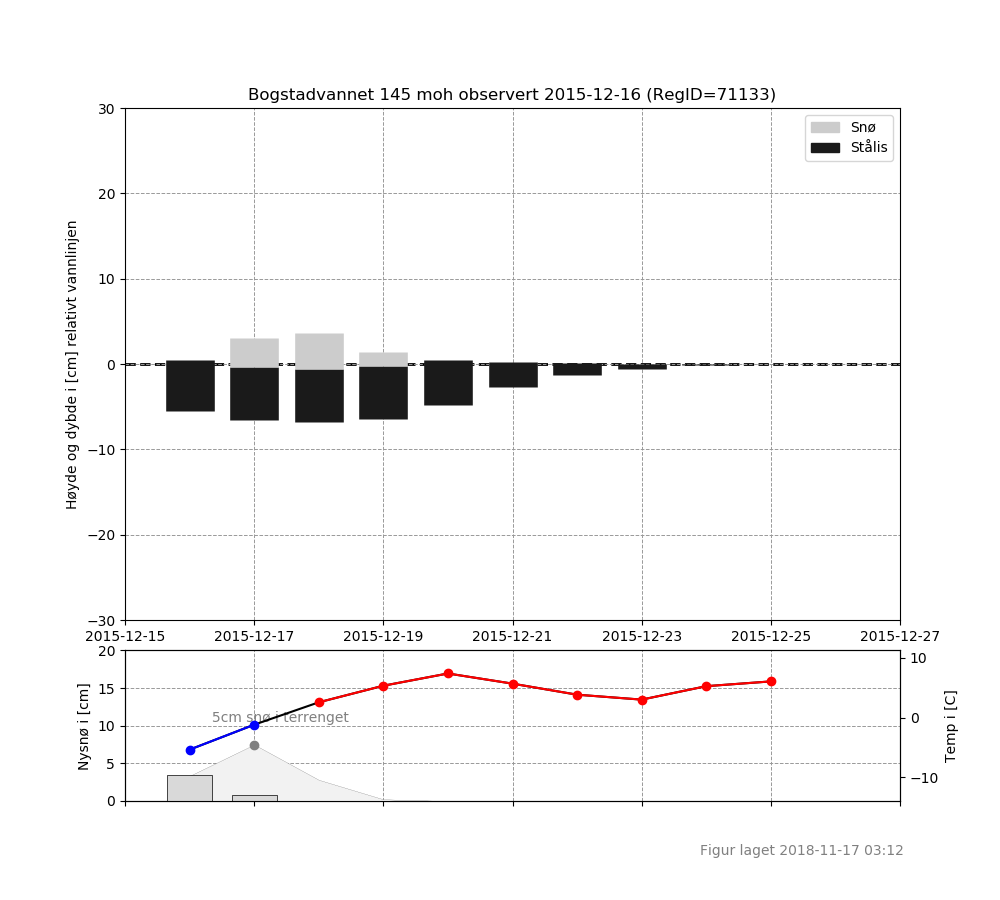 Bogstadvannet 145 moh observert 2015-12-16 (RegID=71133)
Snø
Stålis
Høyde og dybde i [cm] relativt vannlinjen
30
20
10
0
−10
−20
−30
2015-12-15 2015-12-17 2015-12-19 2015-12-21 2015-12-23 2015-12-25 2015-12-27
Nysnø i [cm]
20
15
10
5
0
5cm snø i terrenget
10
0
−10
Temp i [C]
Figur laget 2018-11-17 03:12